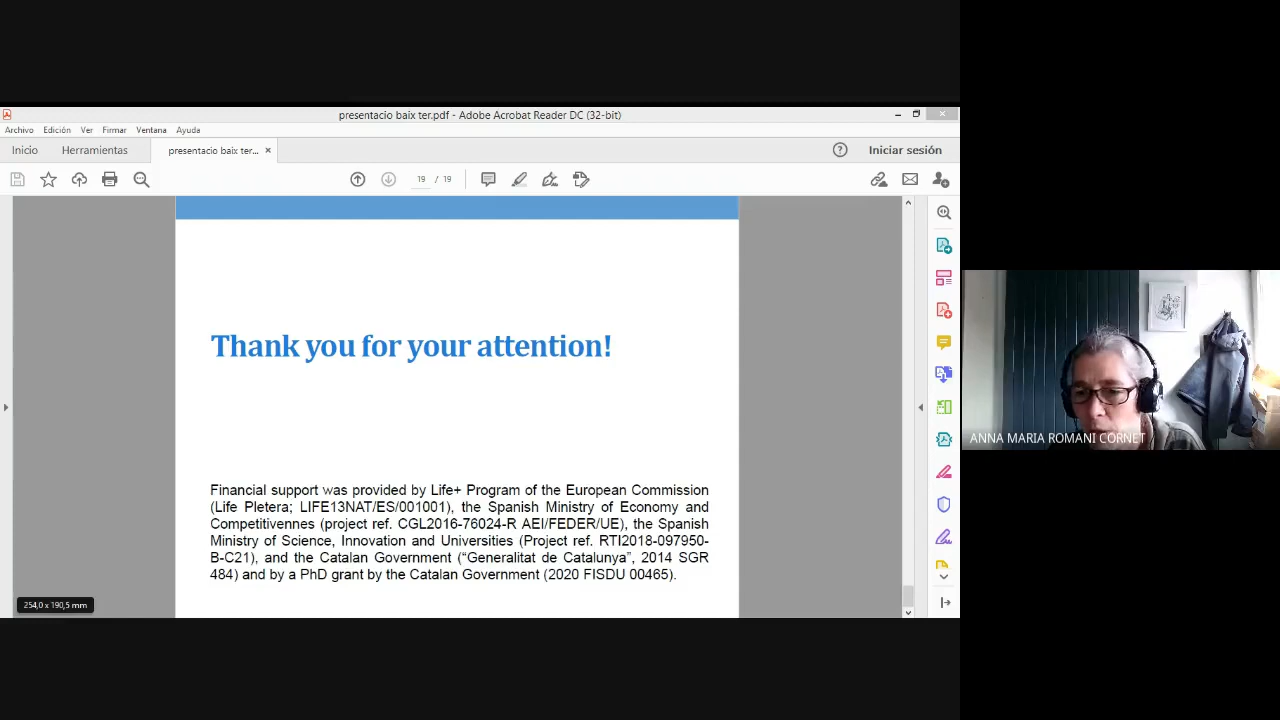 presentacio baix ter.pdf - Adobe Acrobat Reader DC (32-bit)
Archivo Edición Ver Firmar Ventana Ayuda
Inicio Herramientas presentacio baix ter... × Iniciar sesión
19 / 19
Thank you for your attention!
Financial support was provided by Life+ Program of the European Commission
(Life Pletera; LIFE13NAT/ES/001001), the Spanish Ministry of Economy and
Competitivennes (project ref. CGL2016-76024-R AEI/FEDER/UE), the Spanish
Ministry of Science, Innovation and Universities (Project ref. RTI2018-097950-
B-C21), and the Catalan Government (“Generalitat de Catalunya”, 2014 SGR
484) and by a PhD grant by the Catalan Government (2020 FISDU 00465).
254,0 x 190,5 mm
ANNA MARIA ROMANI CORNET